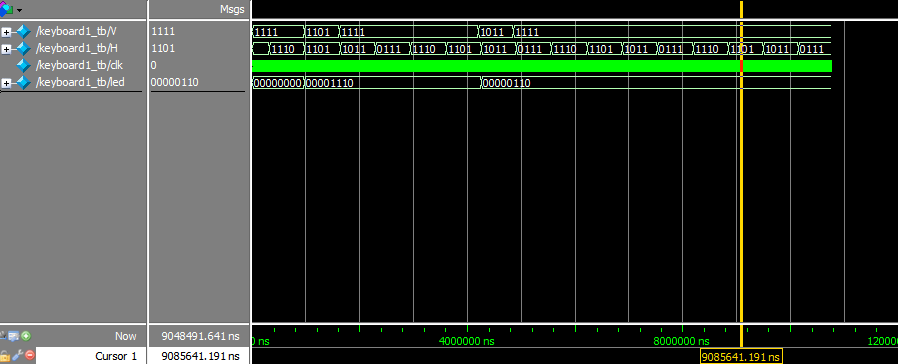 Msgs
/keyboard1_tb/V 1111 1111 1101 1111 1011 1111
/keyboard1_tb/H 1101 1110 1101 1011 0111 1110 1101 1011 0111 1110 1101 1011 0111 1110 1101 1011 0111
/keyboard1_tb/clk 0
/keyboard1_tb/led 00000110 00000000 00001110 00000110
Now 9048491.641 ns ns 4000000 ns 8000000 ns 1200000
Cursor 1 9085641.191 ns 9085641.191 ns